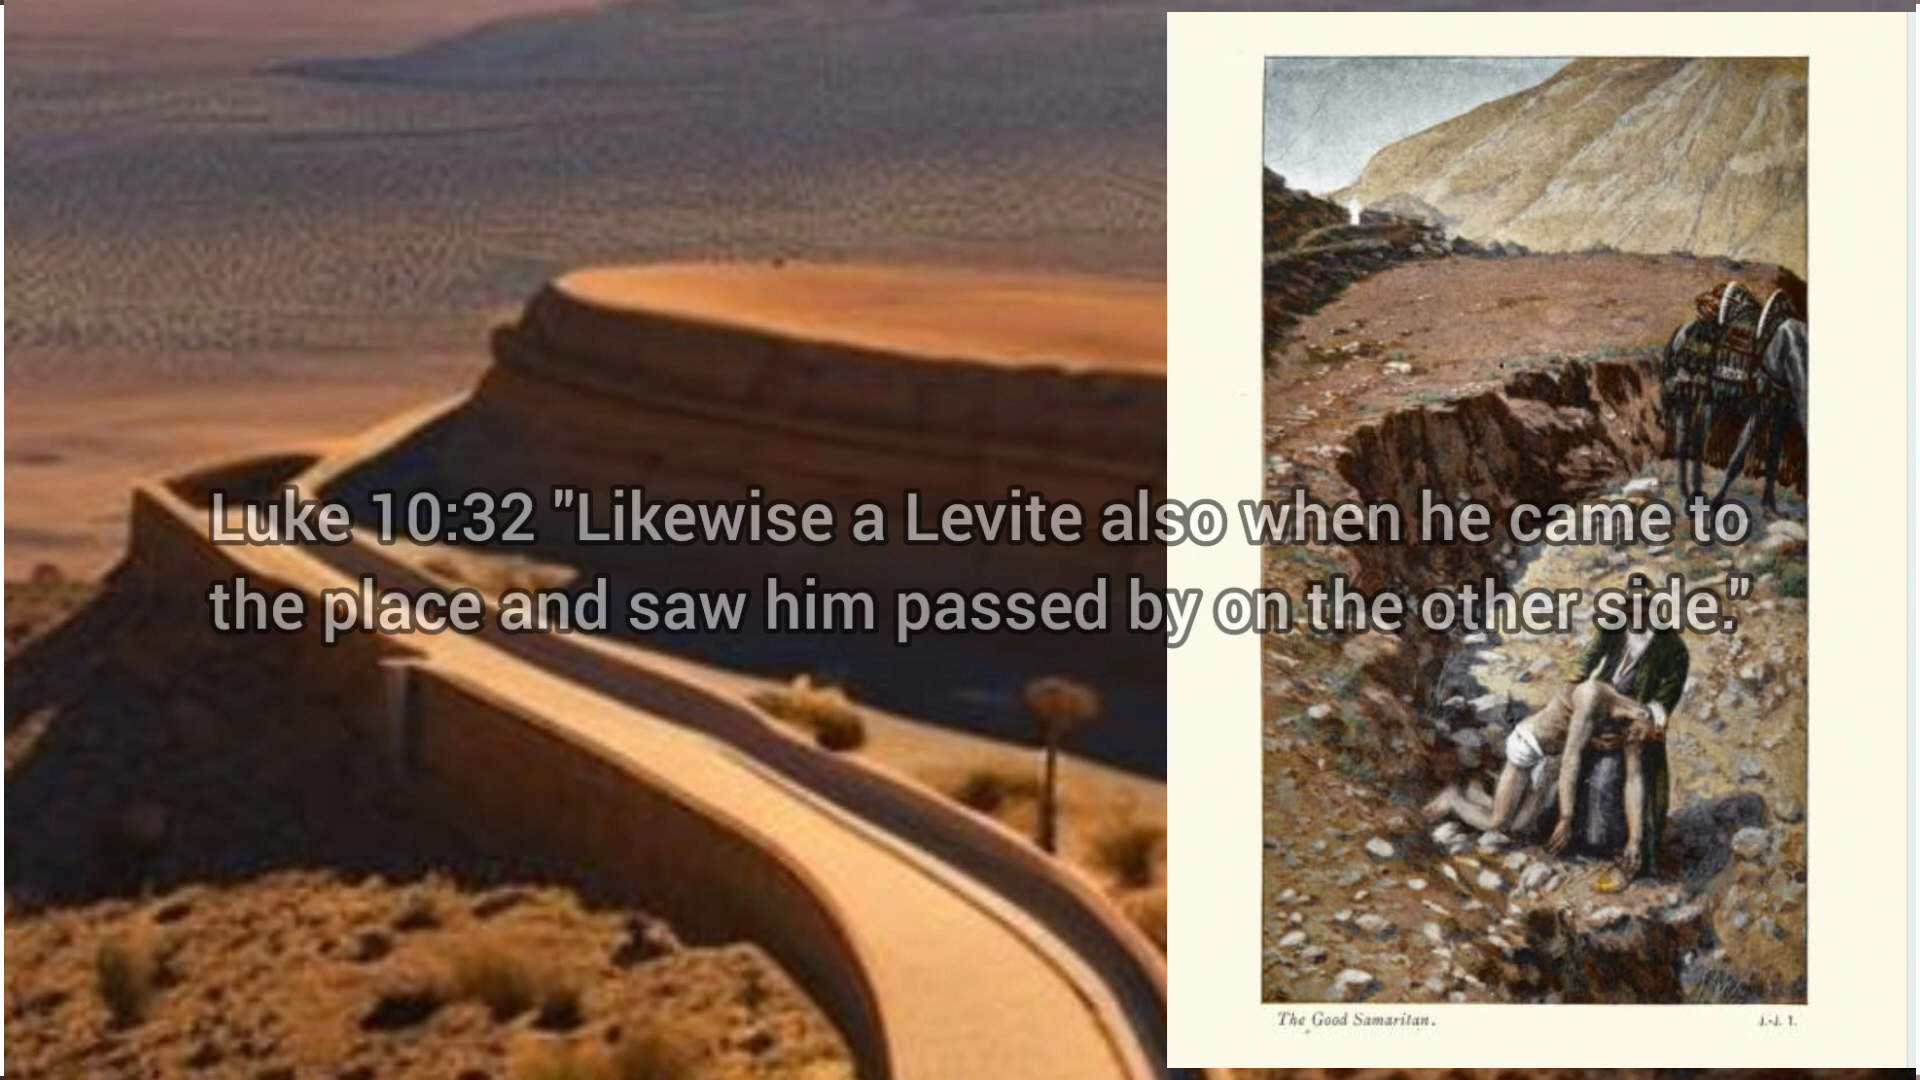 Luke 10:32 "Likewise a Levite also when he came to
the place and saw him passed by on the other side.”
The Good Samaritan.
J.-J. T.